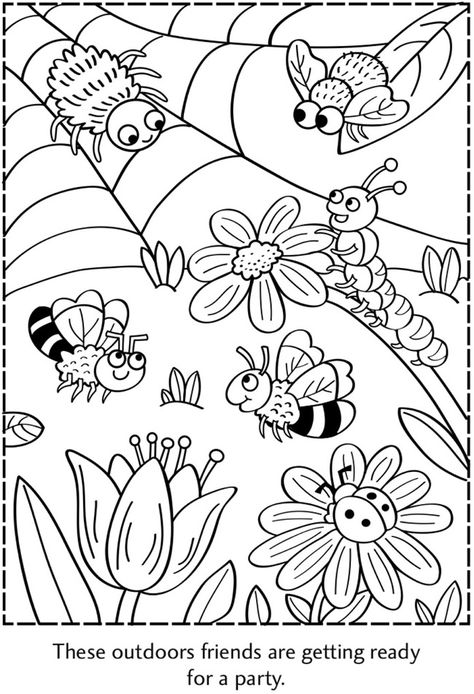 These outdoors friends are getting ready
for a party.